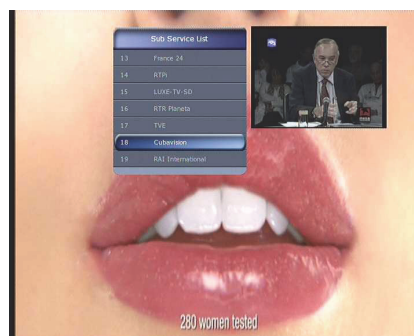 Sub Service List
13 France 24
14 RTPi
15 LUXE-TV-SD
16 RTR Planeta
17 TVE
18 Cubavision
19 RAI International
280 women tested